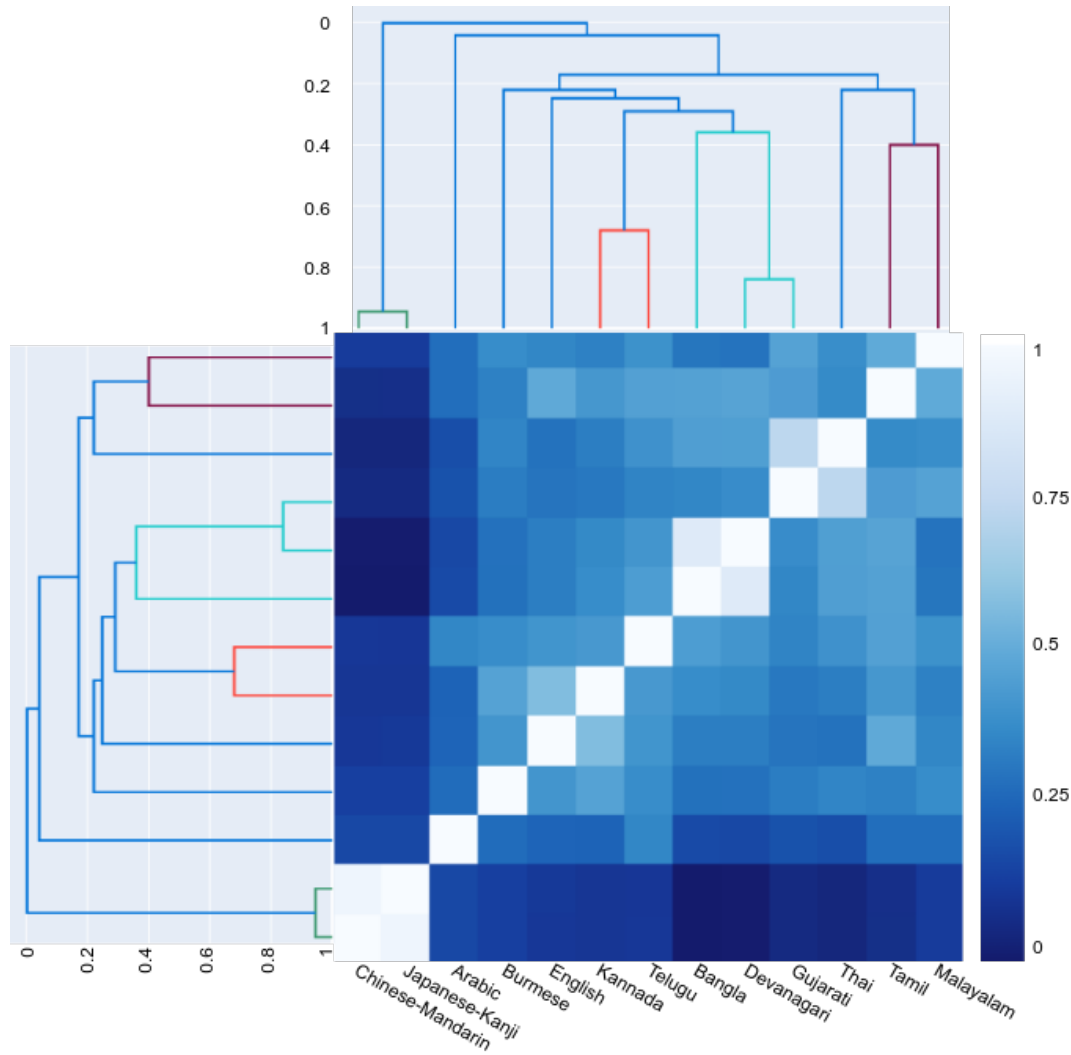 0
0.2
0.4
0.6
0.8
1
1
0.75
0.5
0.25
0
0
0.2
0.4
0.6
0.8
1
Chinese-Mandarin
Japanese-Kanji
Arabic
Burmese
English
Kannada
Telugu
Bangla
Devanagari
Gujarati
Thai
Tamil
Malayalam